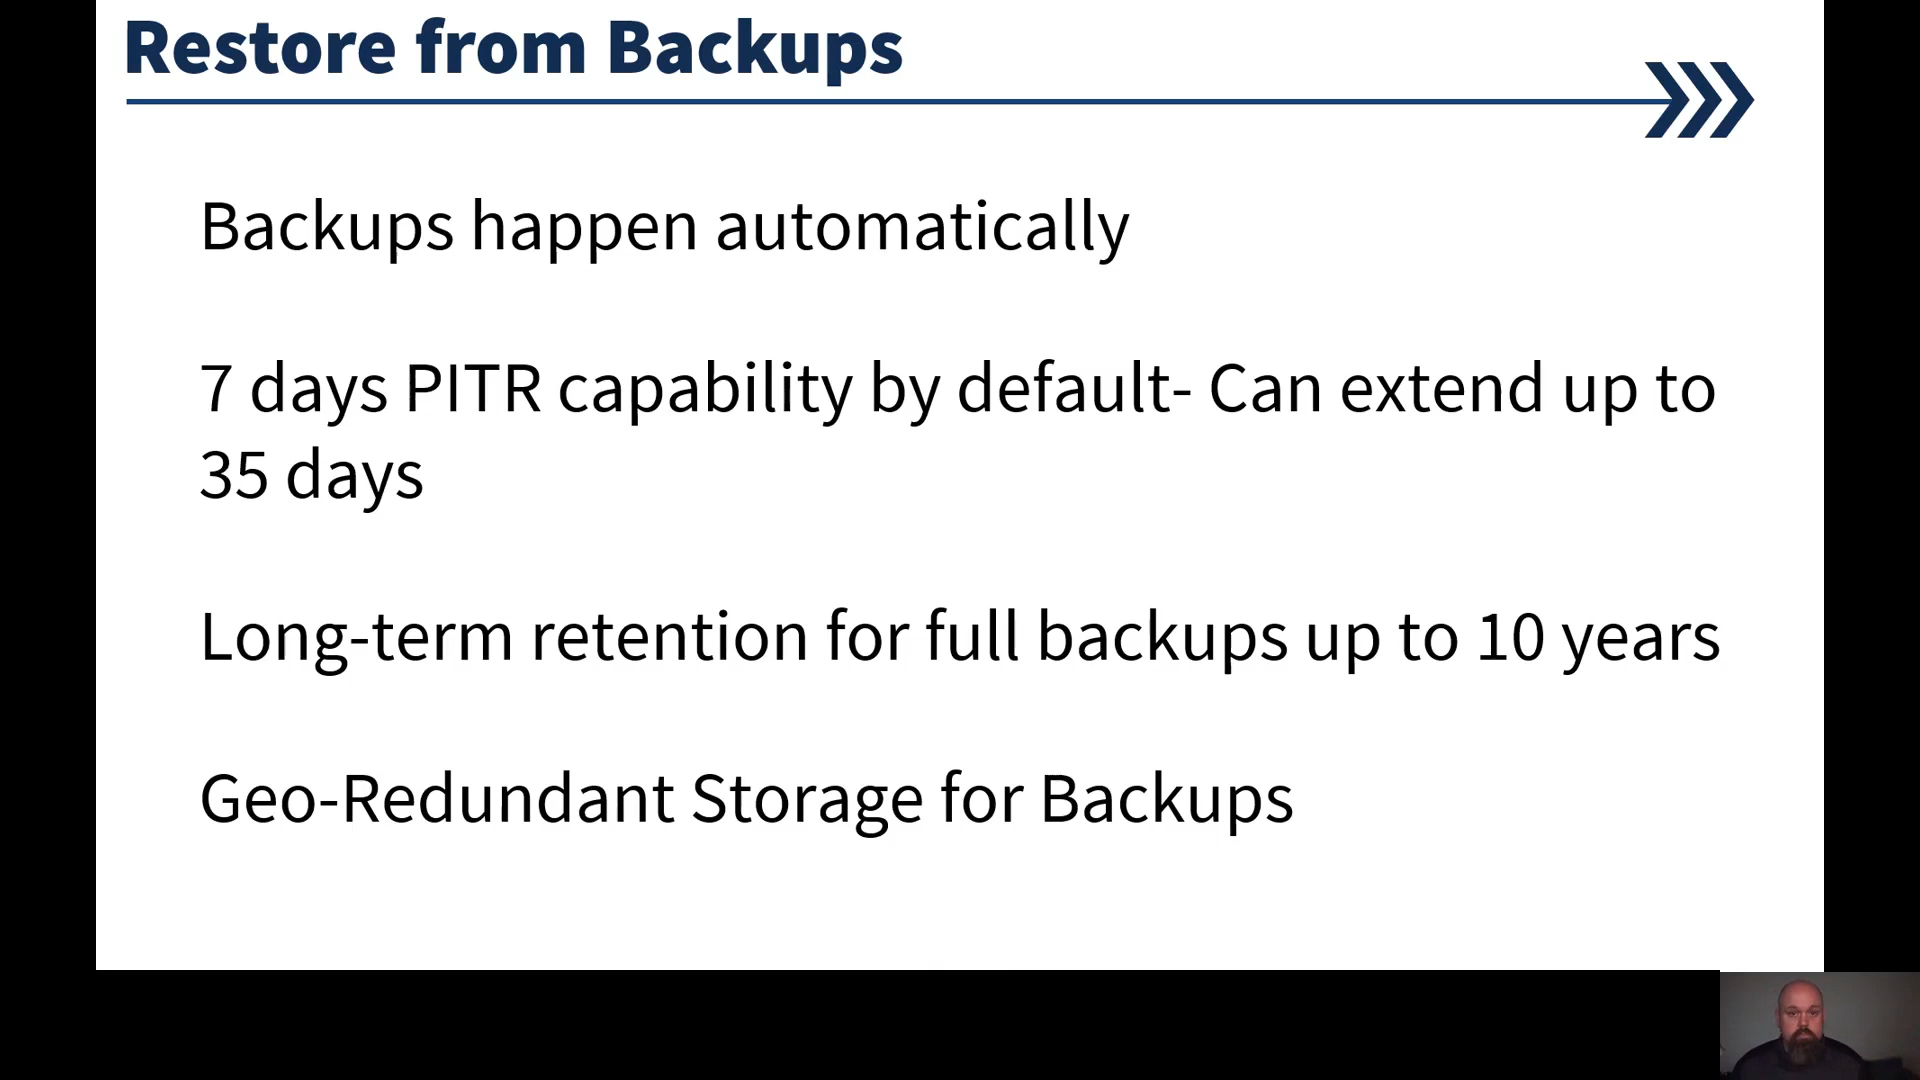 Restore from Backups
Backups happen automatically
7 days PITR capability by default- Can extend up to
35 days
Long-term retention for full backups up to 10 years
Geo-Redundant Storage for Backups